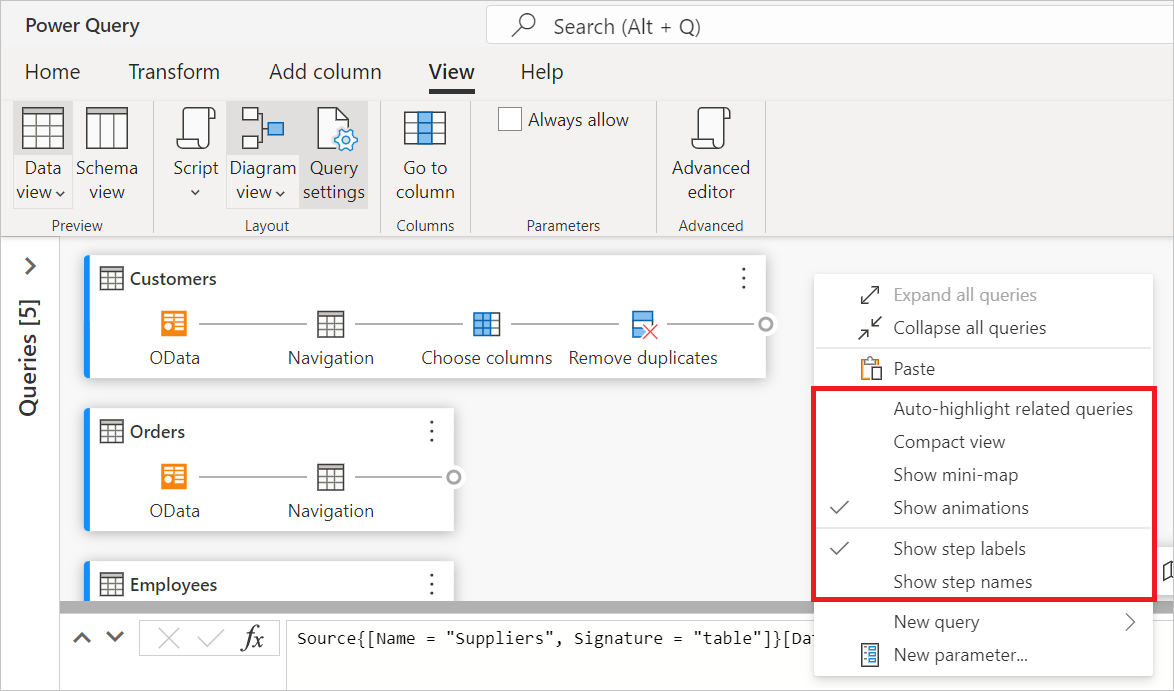 Power Query
Search (Alt + Q)
Home Transform Add column View Help
Data view
Schema view
Preview
Script
Diagram view
Query settings
Layout
Go to column
Columns
Always allow
Parameters
Advanced editor
Advanced
Queries [5]
Customers
OData Navigation Choose columns Remove duplicates
Orders
OData Navigation
Employees
Expand all queries
Collapse all queries
Paste
Auto-highlight related queries
Compact view
Show mini-map
Show animations
Show step labels
Show step names
New query
New parameter...
fx
Source{[Name = "Suppliers", Signature = "table"]}[Dat